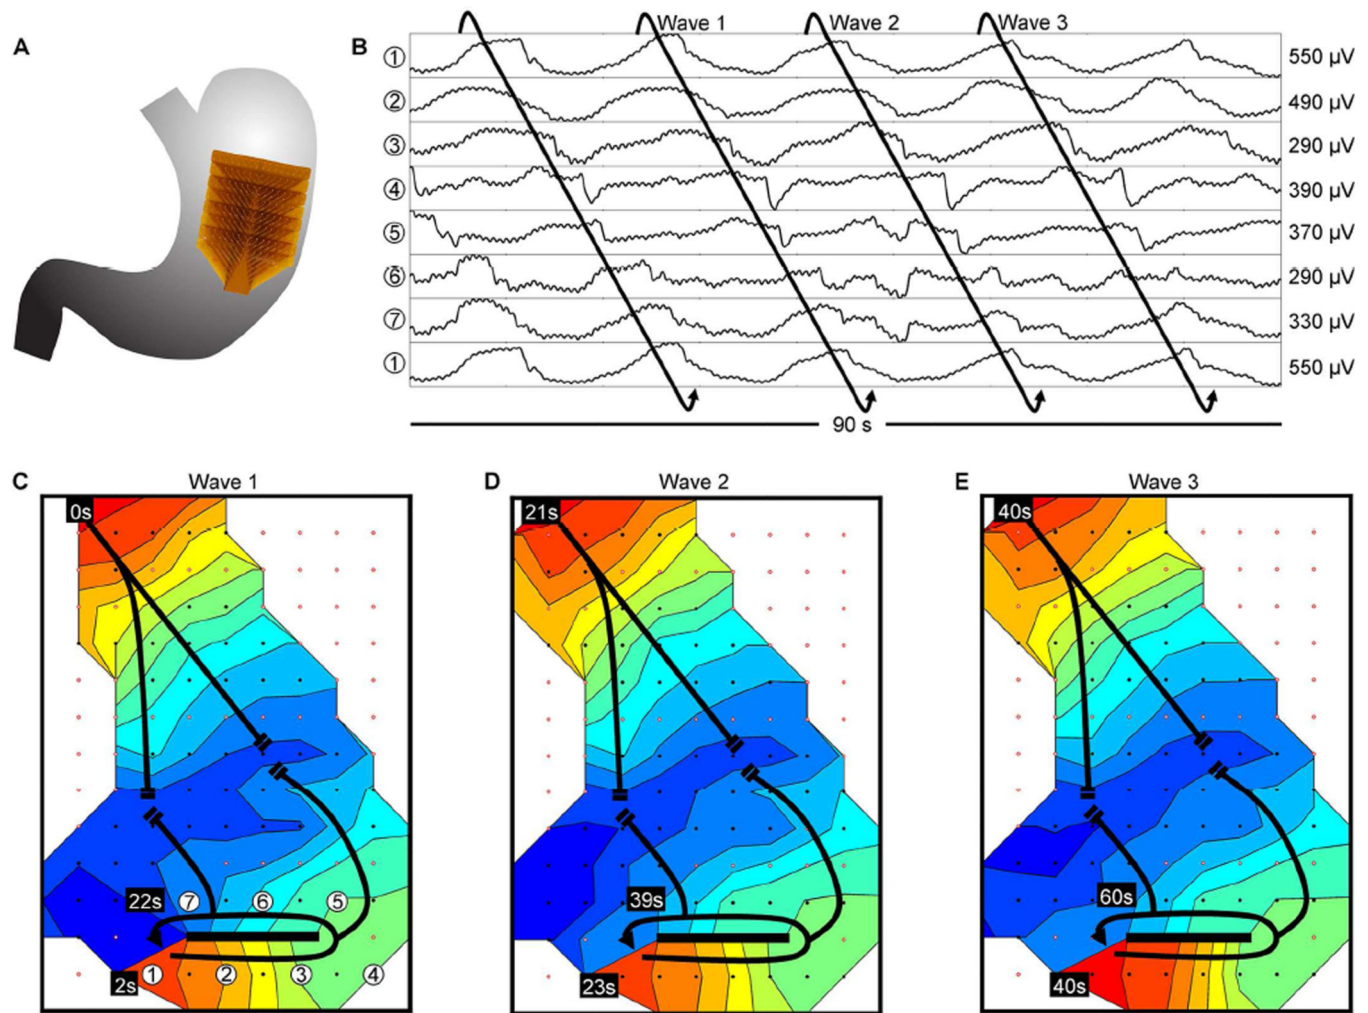 A
B
Wave 1 Wave 2 Wave 3
① 550 µV
② 490 µV
③ 290 µV
④ 390 µV
⑤ 370 µV
⑥ 290 µV
⑦ 330 µV
① 550 µV
90 s
C Wave 1
0s
22s ⑦ ⑥ ⑤
2s ① ② ③ ④
D Wave 2
21s
39s
23s
E Wave 3
40s
60s
40s